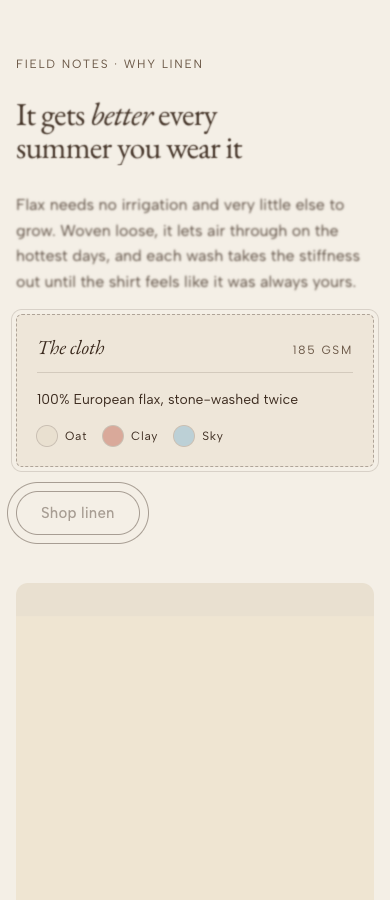 FIELD NOTES · WHY LINEN
It gets better every
summer you wear it
Flax needs no irrigation and very little else to
grow. Woven loose, it lets air through on the
hottest days, and each wash takes the stiffness
out until the shirt feels like it was always yours.
The cloth
185 GSM
100% European flax, stone-washed twice
Oat
Clay
Sky
Shop linen